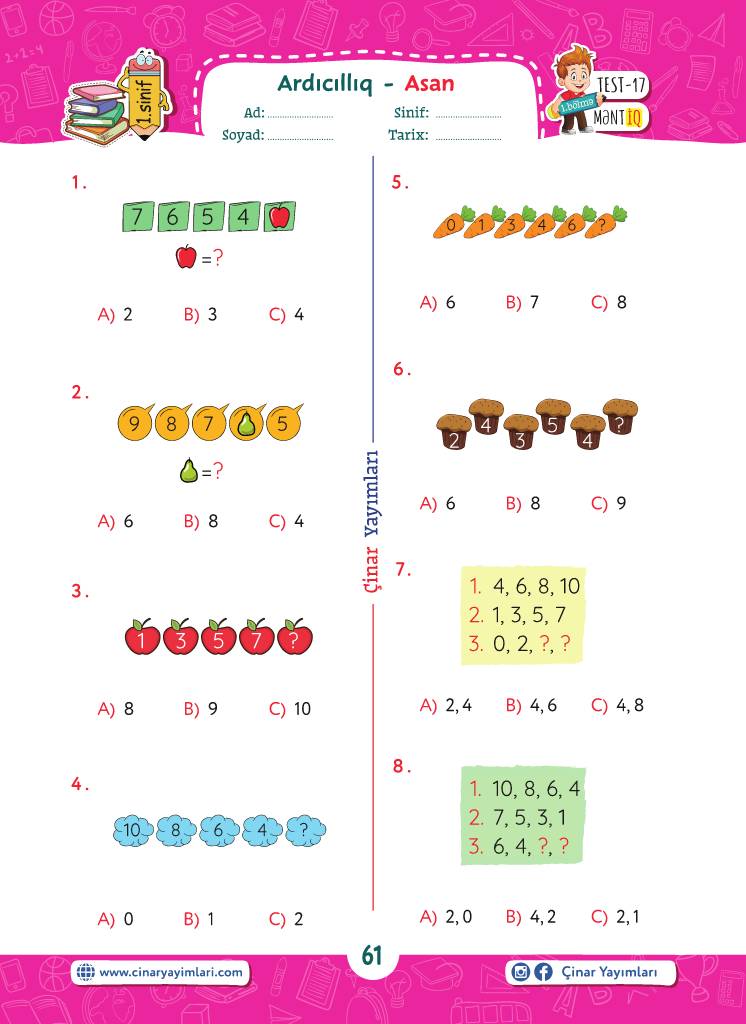 Ardıcıllıq - Asan
Ad: ........................ Sinif: ........................
Soyad: ........................ Tarix: ........................
1.sinif
1.bölmə
TEST-17
MƏNTİQ
1.
7 6 5 4
=?
A) 2 B) 3 C) 4
2.
9 8 7 5
=?
A) 6 B) 8 C) 4
3.
1 3 5 7 ?
A) 8 B) 9 C) 10
4.
10 8 6 4 ?
A) 0 B) 1 C) 2
Çinar Yayımları
5.
0 1 3 4 6 ?
A) 6 B) 7 C) 8
6.
2 4 3 5 4 ?
A) 6 B) 8 C) 9
7.
1. 4, 6, 8, 10
2. 1, 3, 5, 7
3. 0, 2, ?, ?
A) 2, 4 B) 4, 6 C) 4, 8
8.
1. 10, 8, 6, 4
2. 7, 5, 3, 1
3. 6, 4, ?, ?
A) 2, 0 B) 4, 2 C) 2, 1
www.cinaryayimlari.com
61
Çinar Yayımları